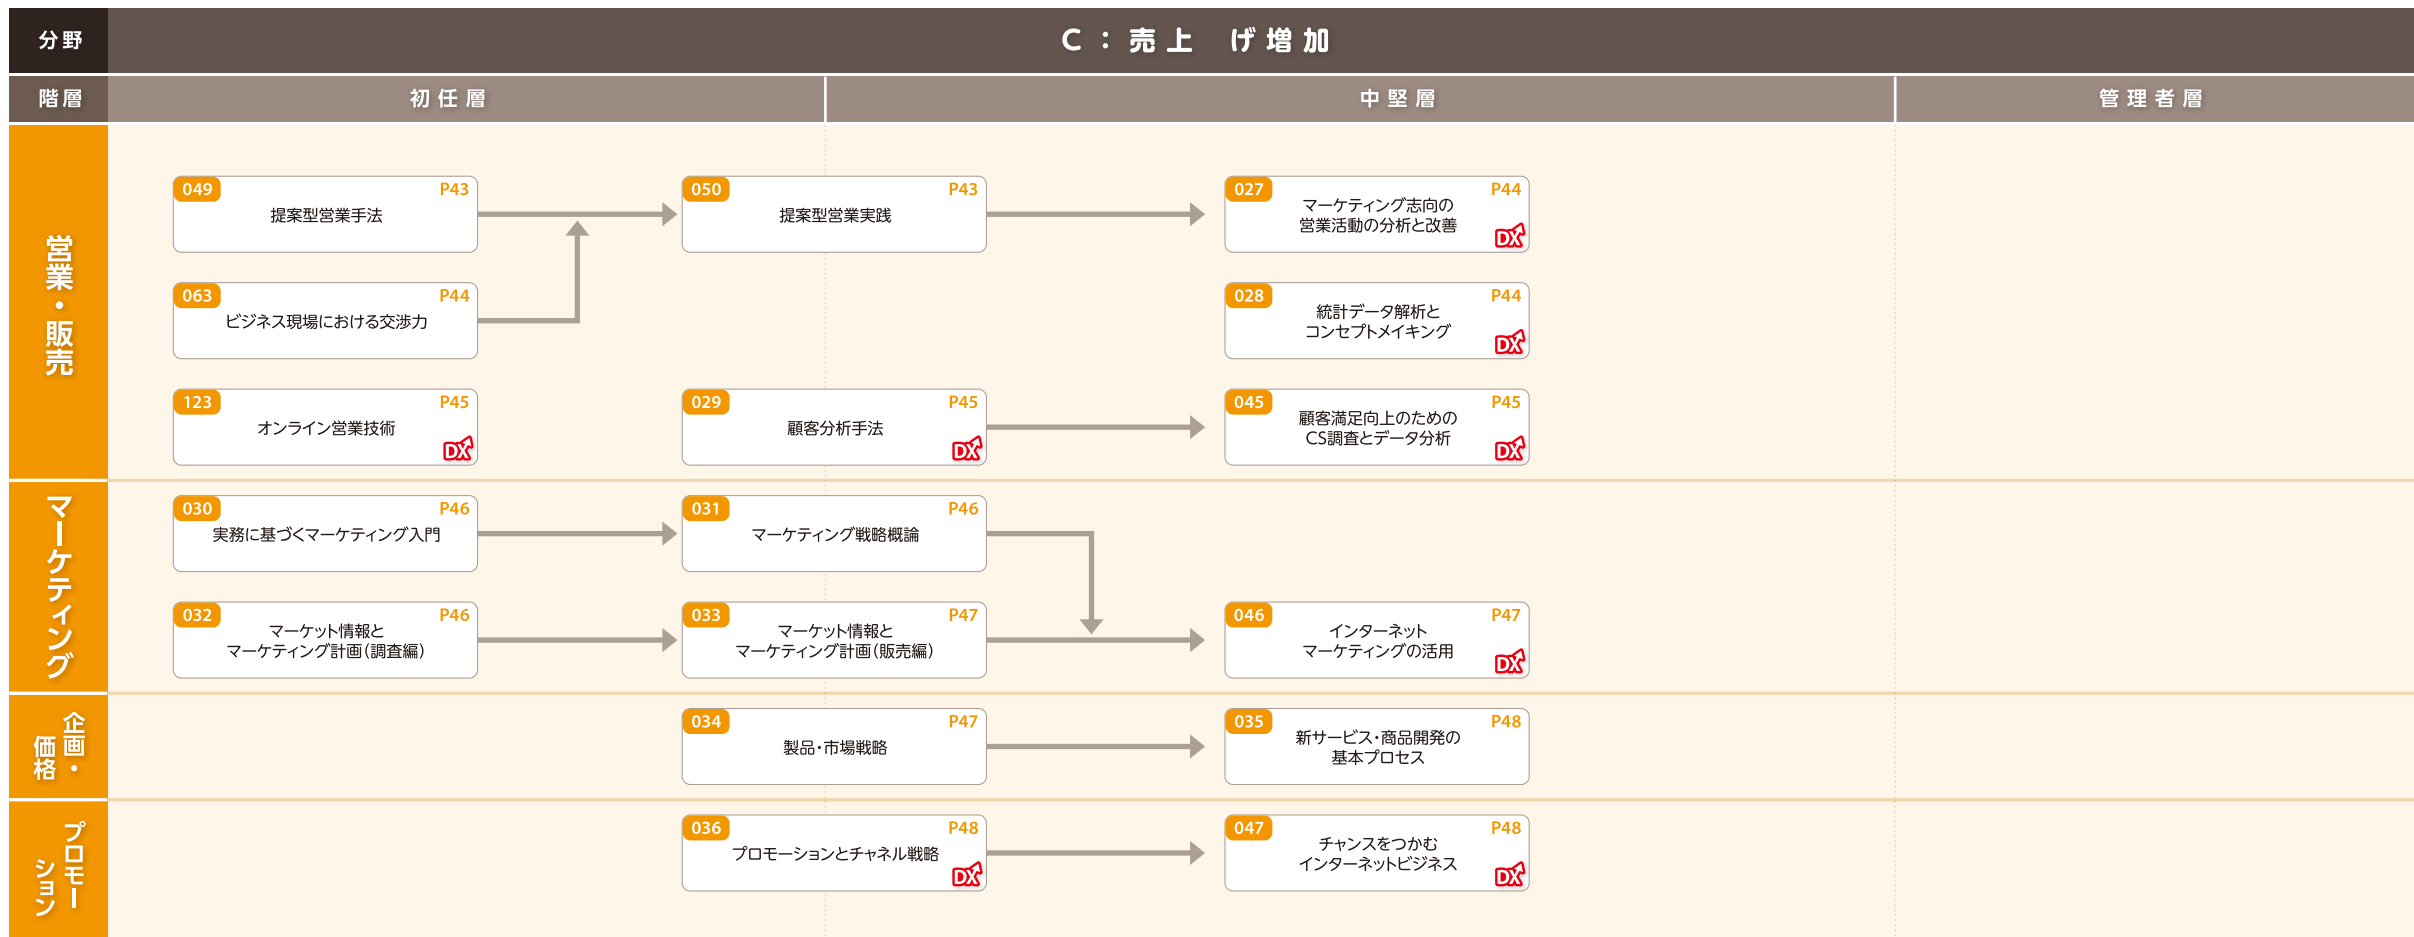 分野
C：売上 げ増加
階層
初任層
中堅層
管理者層
営業・販売
049
P43
提案型営業手法
050
P43
提案型営業実践
027
P44
マーケティング志向の
営業活動の分析と改善
DX
063
P44
ビジネス現場における交渉力
028
P44
統計データ解析と
コンセプトメイキング
DX
123
P45
オンライン営業技術
DX
029
P45
顧客分析手法
DX
045
P45
顧客満足向上のための
CS調査とデータ分析
DX
マーケティング
030
P46
実務に基づくマーケティング入門
031
P46
マーケティング戦略概論
032
P46
マーケット情報と
マーケティング計画（調査編）
033
P47
マーケット情報と
マーケティング計画（販売編）
046
P47
インターネット
マーケティングの活用
DX
企画・
価格
034
P47
製品・市場戦略
035
P48
新サービス・商品開発の
基本プロセス
プロモー
ション
036
P48
プロモーションとチャネル戦略
DX
047
P48
チャンスをつかむ
インターネットビジネス
DX